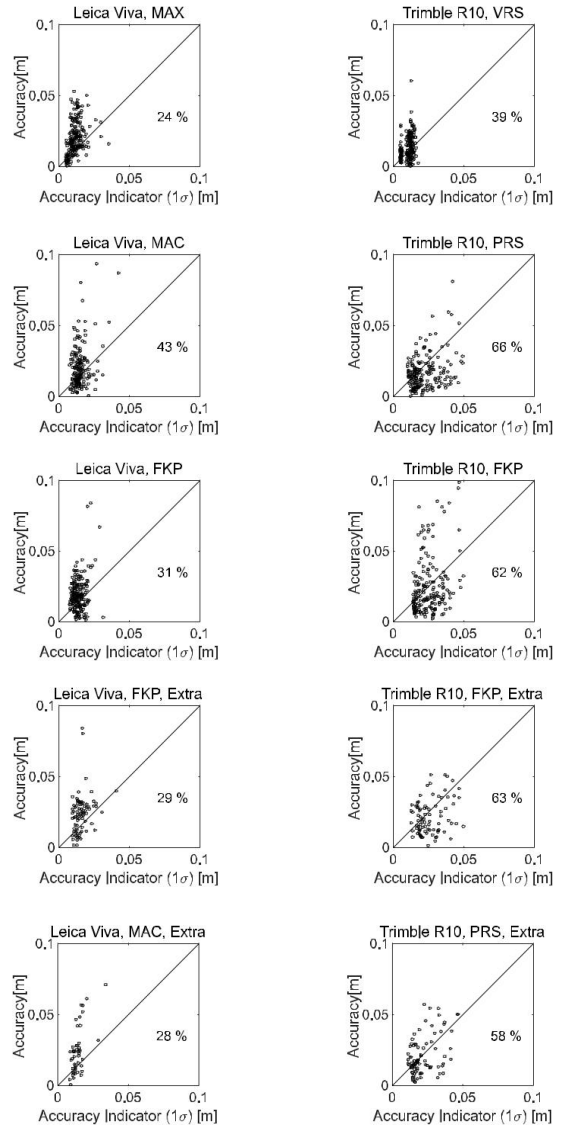 Leica Viva, MAX
0.1
0.05
0
Accuracy[m]
24 %
0
0.05
0.1
Accuracy Indicator (1σ) [m]
Trimble R10, VRS
0.1
0.05
0
Accuracy[m]
39 %
0
0.05
0.1
Accuracy Indicator (1σ) [m]
Leica Viva, MAC
0.1
0.05
0
Accuracy[m]
43 %
0
0.05
0.1
Accuracy Indicator (1σ) [m]
Trimble R10, PRS
0.1
0.05
0
Accuracy[m]
66 %
0
0.05
0.1
Accuracy Indicator (1σ) [m]
Leica Viva, FKP
0.1
0.05
0
Accuracy[m]
31 %
0
0.05
0.1
Accuracy Indicator (1σ) [m]
Trimble R10, FKP
0.1
0.05
0
Accuracy[m]
62 %
0
0.05
0.1
Accuracy Indicator (1σ) [m]
Leica Viva, FKP, Extra
0.1
0.05
0
Accuracy[m]
29 %
0
0.05
0.1
Accuracy Indicator (1σ) [m]
Trimble R10, FKP, Extra
0.1
0.05
0
Accuracy[m]
63 %
0
0.05
0.1
Accuracy Indicator (1σ) [m]
Leica Viva, MAC, Extra
0.1
0.05
0
Accuracy[m]
28 %
0
0.05
0.1
Accuracy Indicator (1σ) [m]
Trimble R10, PRS, Extra
0.1
0.05
0
Accuracy[m]
58 %
0
0.05
0.1
Accuracy Indicator (1σ) [m]